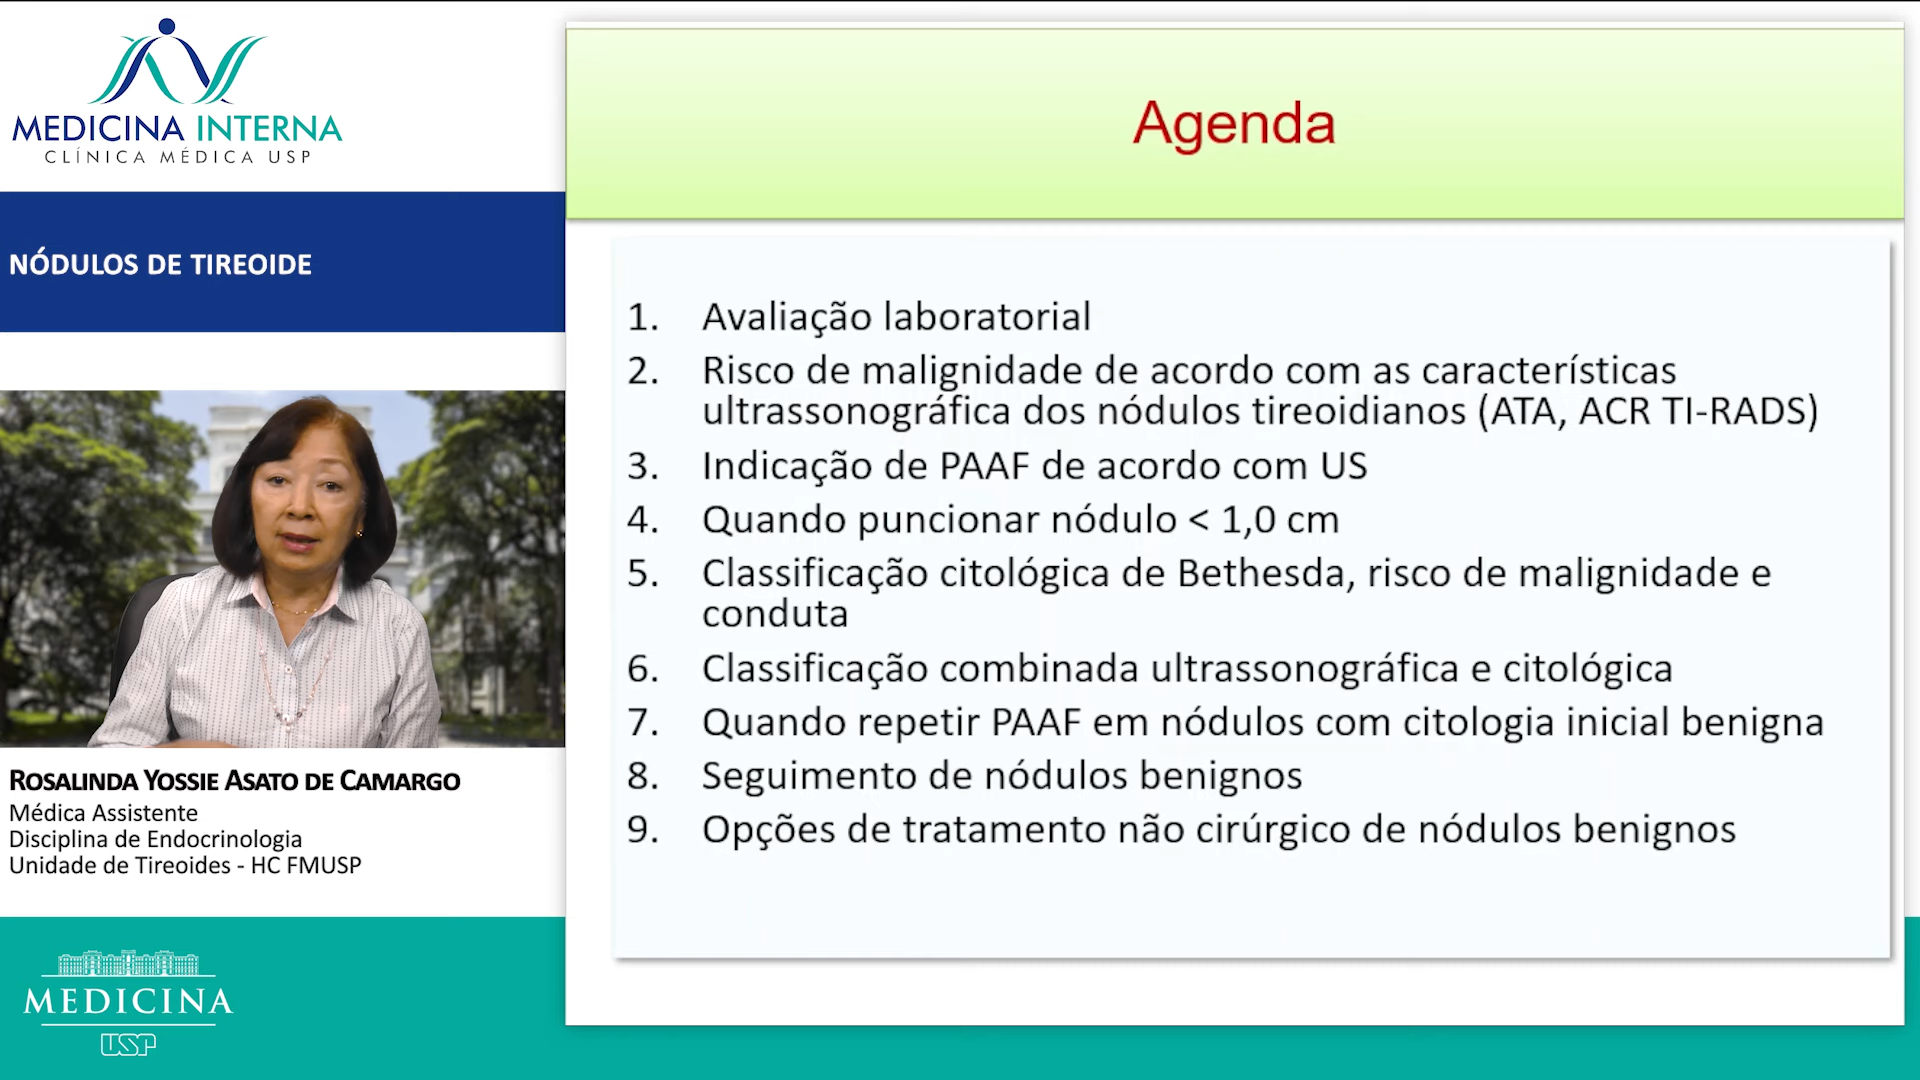 MEDICINA INTERNA
CLÍNICA MÉDICA USP
NÓDULOS DE TIREOIDE
ROSALINDA YOSSIE ASATO DE CAMARGO
Médica Assistente
Disciplina de Endocrinologia
Unidade de Tireoides - HC FMUSP
MEDICINA
USP
Agenda
1. Avaliação laboratorial
2. Risco de malignidade de acordo com as características
ultrassonográfica dos nódulos tireoidianos (ATA, ACR TI-RADS)
3. Indicação de PAAF de acordo com US
4. Quando puncionar nódulo < 1,0 cm
5. Classificação citológica de Bethesda, risco de malignidade e
conduta
6. Classificação combinada ultrassonográfica e citológica
7. Quando repetir PAAF em nódulos com citologia inicial benigna
8. Seguimento de nódulos benignos
9. Opções de tratamento não cirúrgico de nódulos benignos